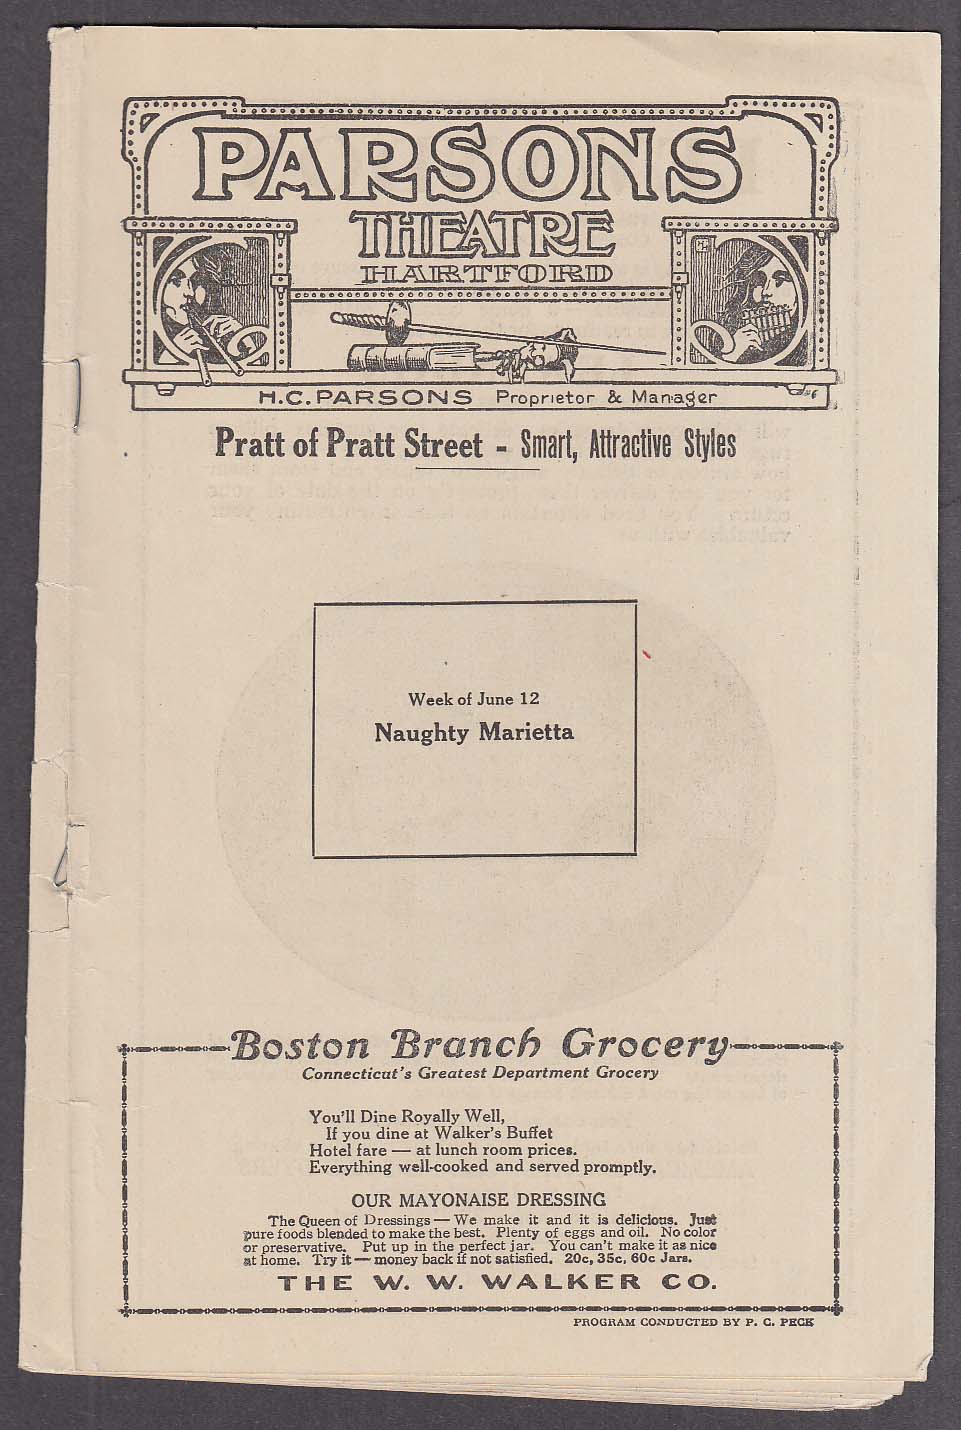 PARSONS
THEATRE
HARTFORD
H.C. PARSONS Proprietor & Manager
Pratt of Pratt Street - Smart, Attractive Styles
Week of June 12
Naughty Marietta
Boston Branch Grocery
Connecticut's Greatest Department Grocery
You'll Dine Royally Well,
If you dine at Walker's Buffet
Hotel fare — at lunch room prices.
Everything well-cooked and served promptly.
OUR MAYONAISE DRESSING
The Queen of Dressings — We make it and it is delicious. Just
pure foods blended to make the best. Plenty of eggs and oil. No color
or preservative. Put up in the perfect jar. You can't make it as nice
at home. Try it — money back if not satisfied. 20c, 35c, 60c Jars.
THE W. W. WALKER CO.
PROGRAM CONDUCTED BY P. C. PECK